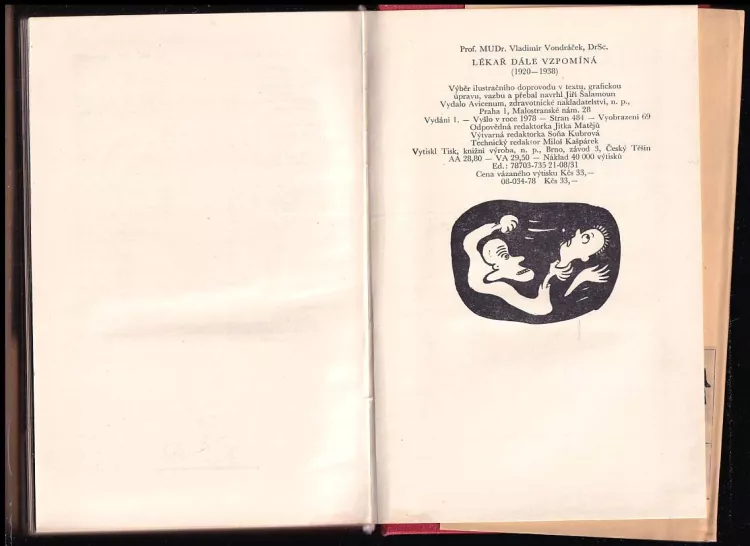 Prof. MUDr. Vladimír Vondráček, DrSc.
LÉKAŘ DÁLE VZPOMÍNÁ
(1920—1938)
Výběr ilustračního doprovodu v textu, grafickou
úpravu, vazbu a přebal navrhl Jiří Šalamoun
Vydalo Avicenum, zdravotnické nakladatelství, n. p.,
Praha 1, Malostranské nám. 28
Vydání 1. — Vyšlo v roce 1978 — Stran 484 — Vyobrazení 69
Odpovědná redaktorka Jitka Matějů
Výtvarná redaktorka Soňa Kubrová
Technický redaktor Miloš Kašpárek
Vytiskl Tisk, knižní výroba, n. p., Brno, závod 3, Český Těšín
AA 28,80 — VA 29,50 — Náklad 40 000 výtisků
Ed.: 78703-735 21-08/31
Cena vázaného výtisku Kčs 33,—
08-034-78 Kčs 33,—